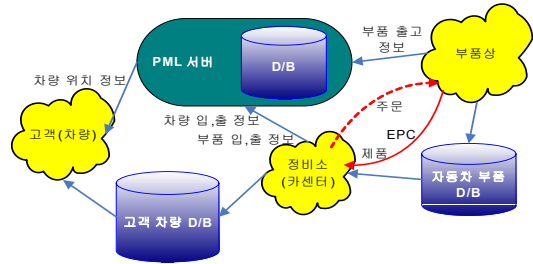 부품 출고
정보
부품상
PML 서버
D/B
차량 위치 정보
주문
차량 입,출 정보
고객(차량)
부품 입,출 정보
EPC
제품
정비소
(카센터)
자동차 부품
D/B
고객 차량 D/B